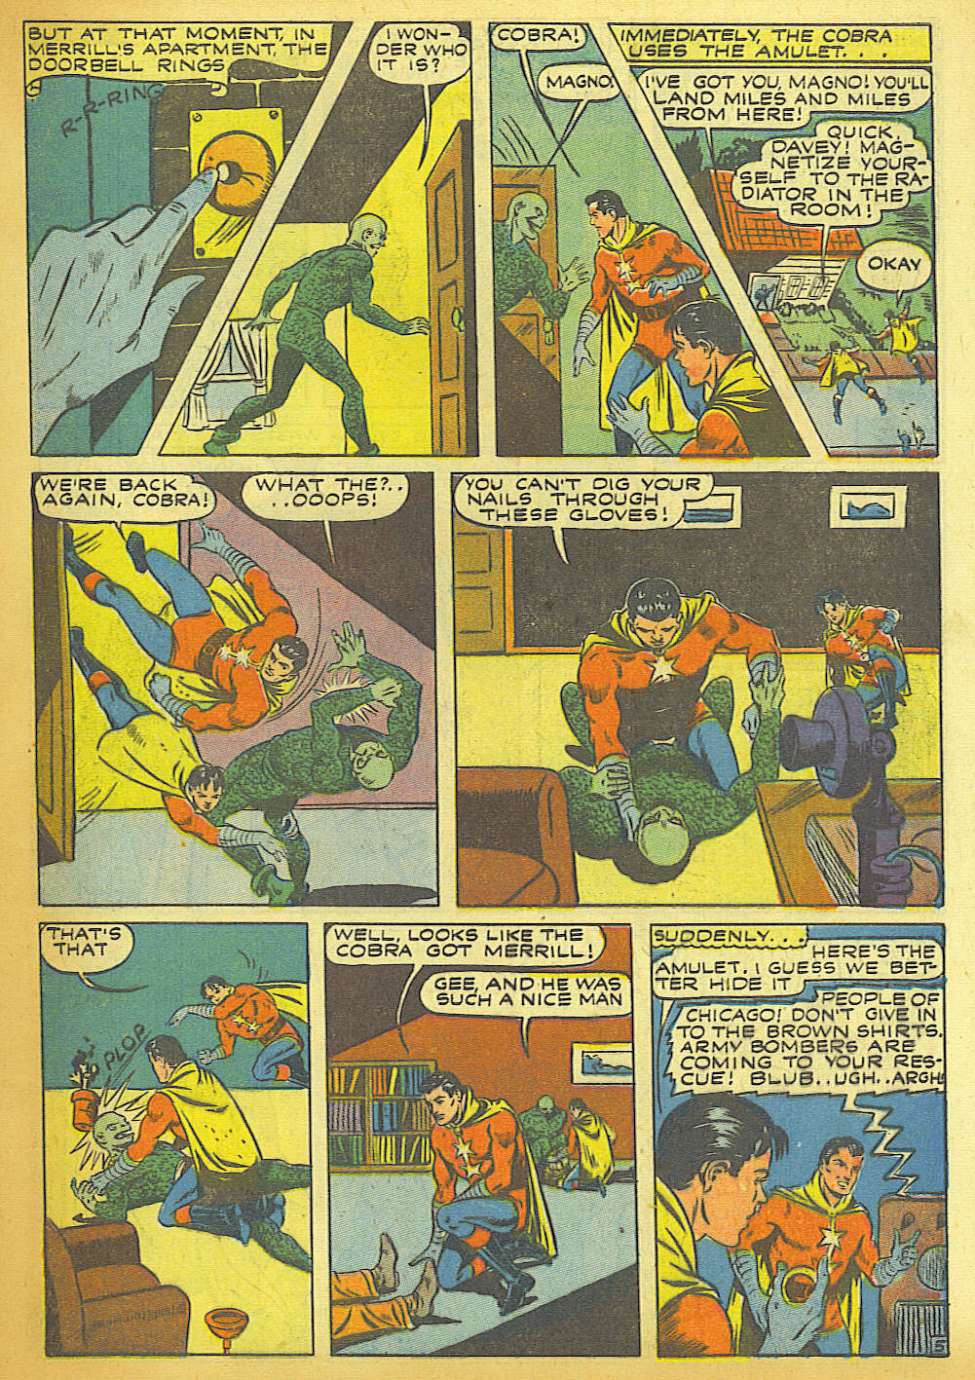 BUT AT THAT MOMENT, IN
MERRILL'S APARTMENT, THE
DOORBELL RINGS
R-R-RING
I WON-
DER WHO
IT IS?
COBRA!
MAGNO!
IMMEDIATELY, THE COBRA
USES THE AMULET...
I'VE GOT YOU, MAGNO! YOU'LL
LAND MILES AND MILES
FROM HERE!
QUICK,
DAVEY! MAG-
NETIZE YOUR-
SELF TO THE RA-
DIATOR IN THE
ROOM!
OKAY
WE'RE BACK
AGAIN, COBRA!
WHAT THE?..
..OOOPS!
YOU CAN'T DIG YOUR
NAILS THROUGH
THESE GLOVES!
THAT'S
THAT
PLOP
WELL, LOOKS LIKE THE
COBRA GOT MERRILL!
GEE, AND HE WAS
SUCH A NICE MAN
SUDDENLY...
HERE'S THE
AMULET. I GUESS WE BET-
TER HIDE IT
PEOPLE OF
CHICAGO! DON'T GIVE IN
TO THE BROWN SHIRTS.
ARMY BOMBERS ARE
COMING TO YOUR RES-
CUE! BLUB..UGH..ARGH
5